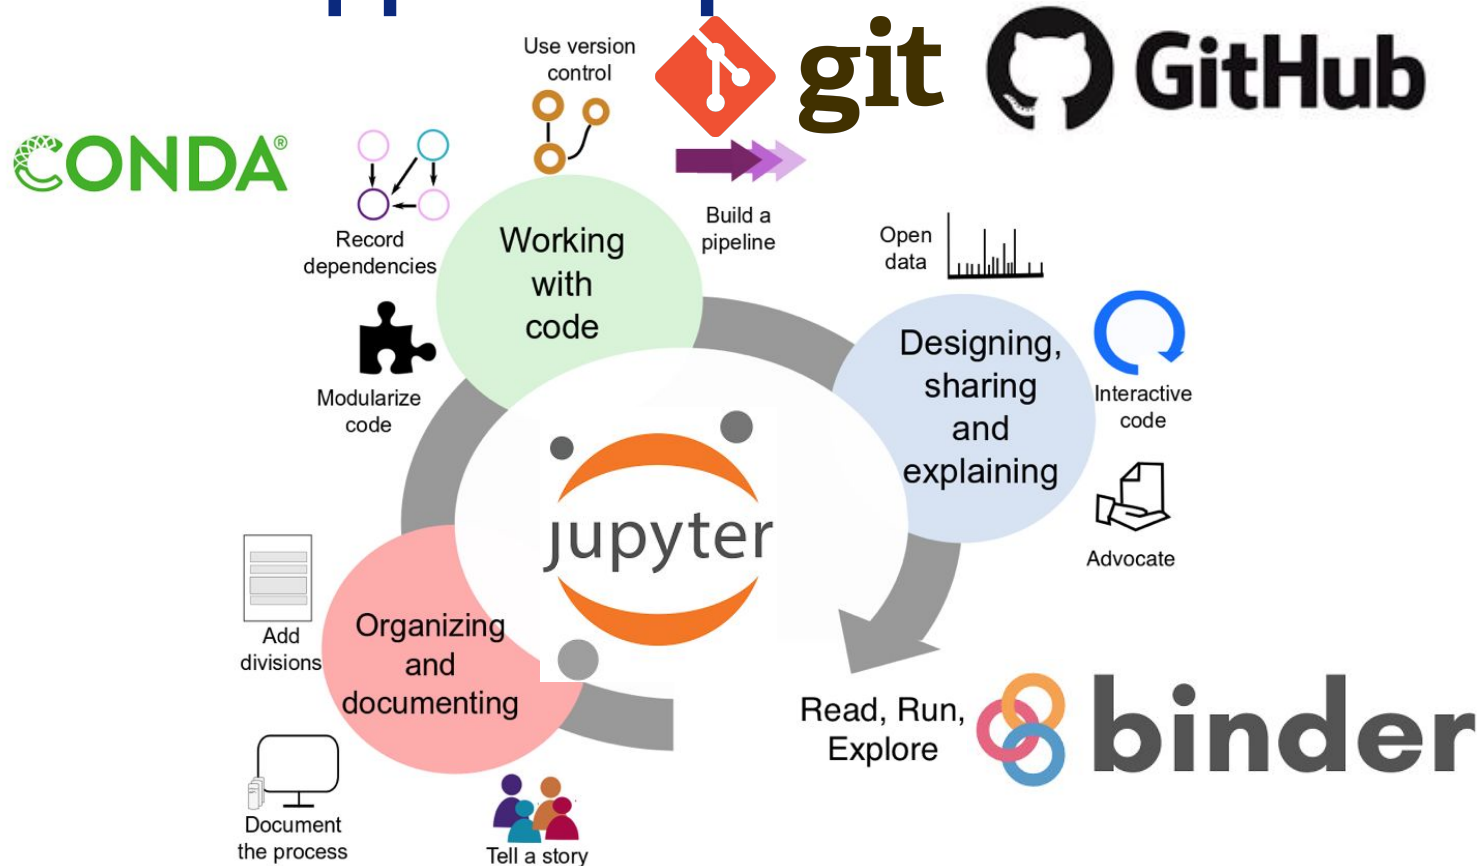 Use version
control
git
GitHub
CONDA®
Record
dependencies
Build a
pipeline
Working
with
code
Open
data
Modularize
code
Designing,
sharing
and
explaining
Interactive
code
Advocate
jupyter
Add
divisions
Organizing
and
documenting
Read, Run,
Explore
binder
Document
the process
Tell a story